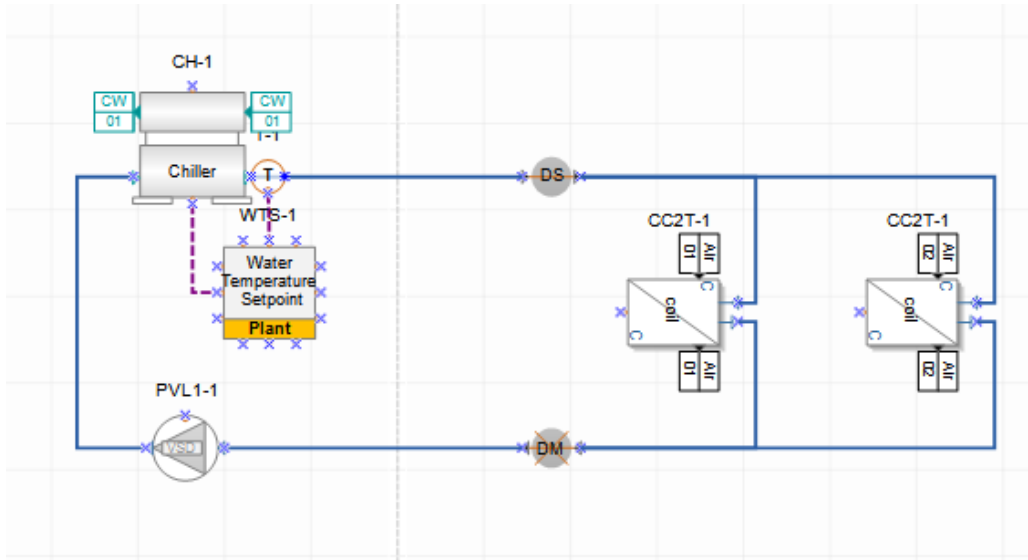 CH-1
CW
01
CW
01
T-1
Chiller
T
DS
WTS-1
Water
Temperature
Setpoint
Plant
CC2T-1
Air
01
C
coil
C
Air
01
CC2T-1
Air
02
C
coil
C
Air
02
PVL1-1
VSD
DM